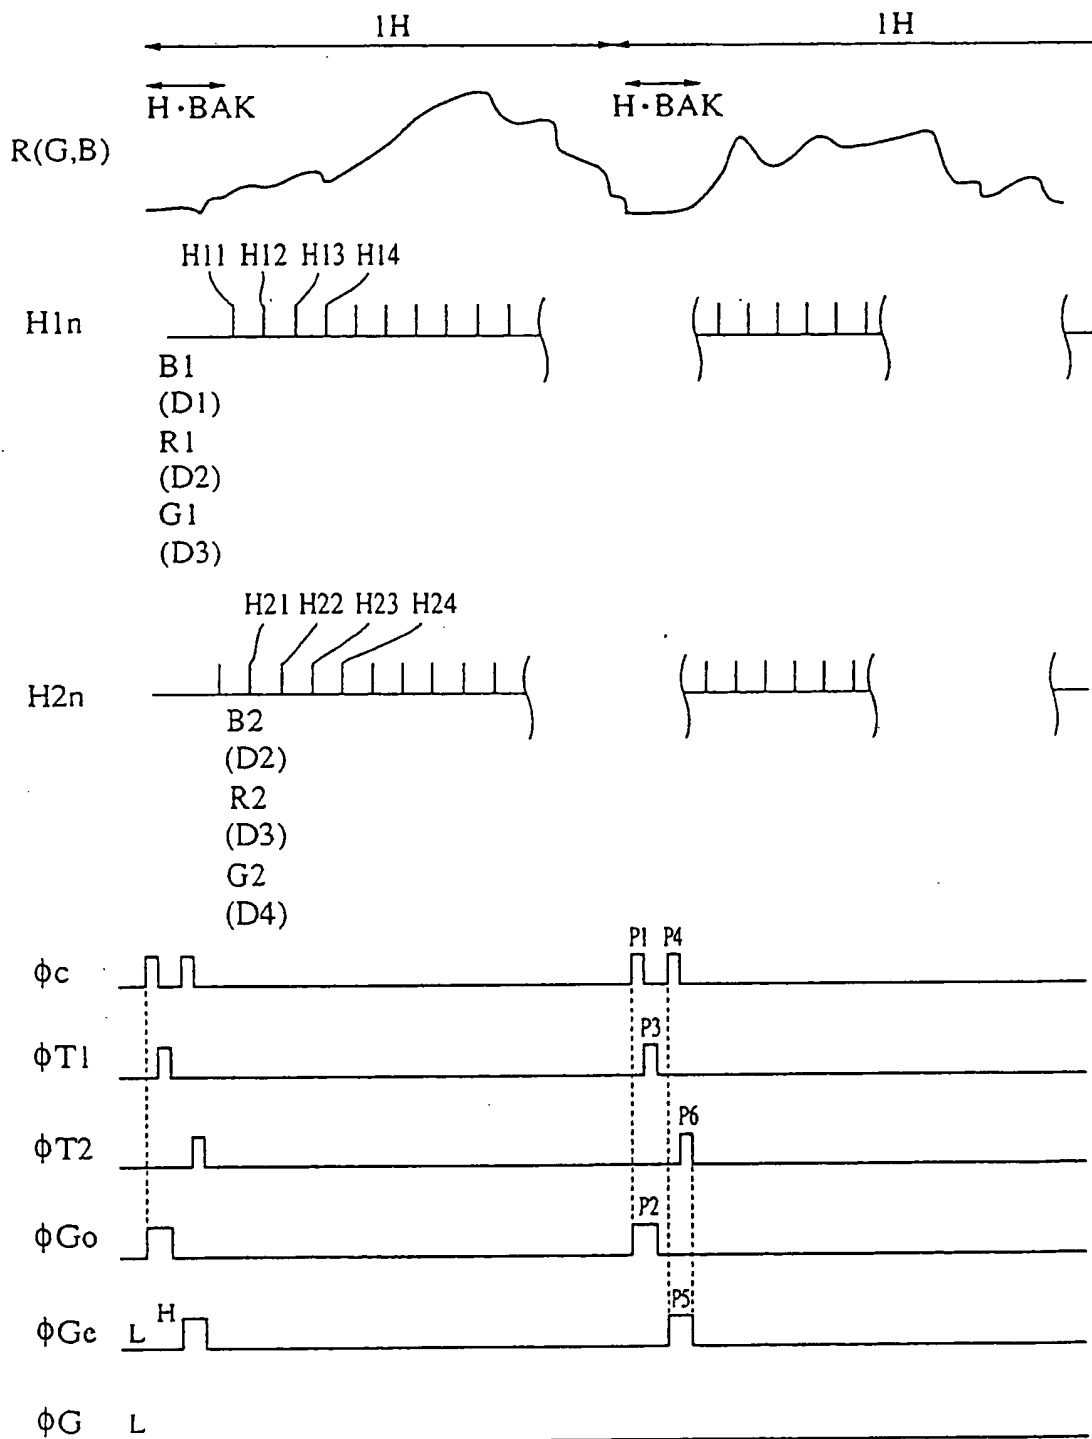 1H 1H
H·BAK H·BAK
R(G,B)
H11 H12 H13 H14
H1n
B1
(D1)
R1
(D2)
G1
(D3)
H21 H22 H23 H24
H2n
B2
(D2)
R2
(D3)
G2
(D4)
P1 P4
φc
P3
φT1
P6
φT2
P2
φGo
H P5
φGe L
φG L